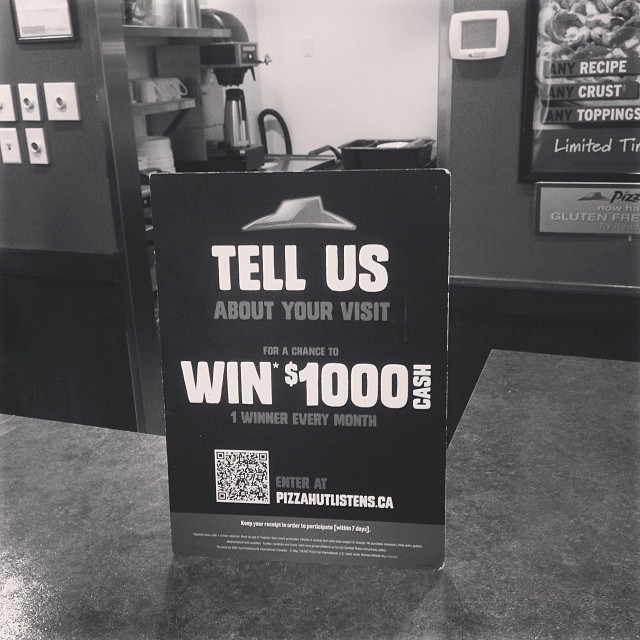 ANY RECIPE
ANY CRUST
ANY TOPPINGS
Limited
GLUTEN FRE
TELL US
ABOUT YOUR VISIT
FOR A CHANCE TO
WIN* $1000 CASH
1 WINNER EVERY MONTH
ENTER AT
PIZZAHUTLISTENS.CA
Keep your receipt in order to participate (within 7 days).